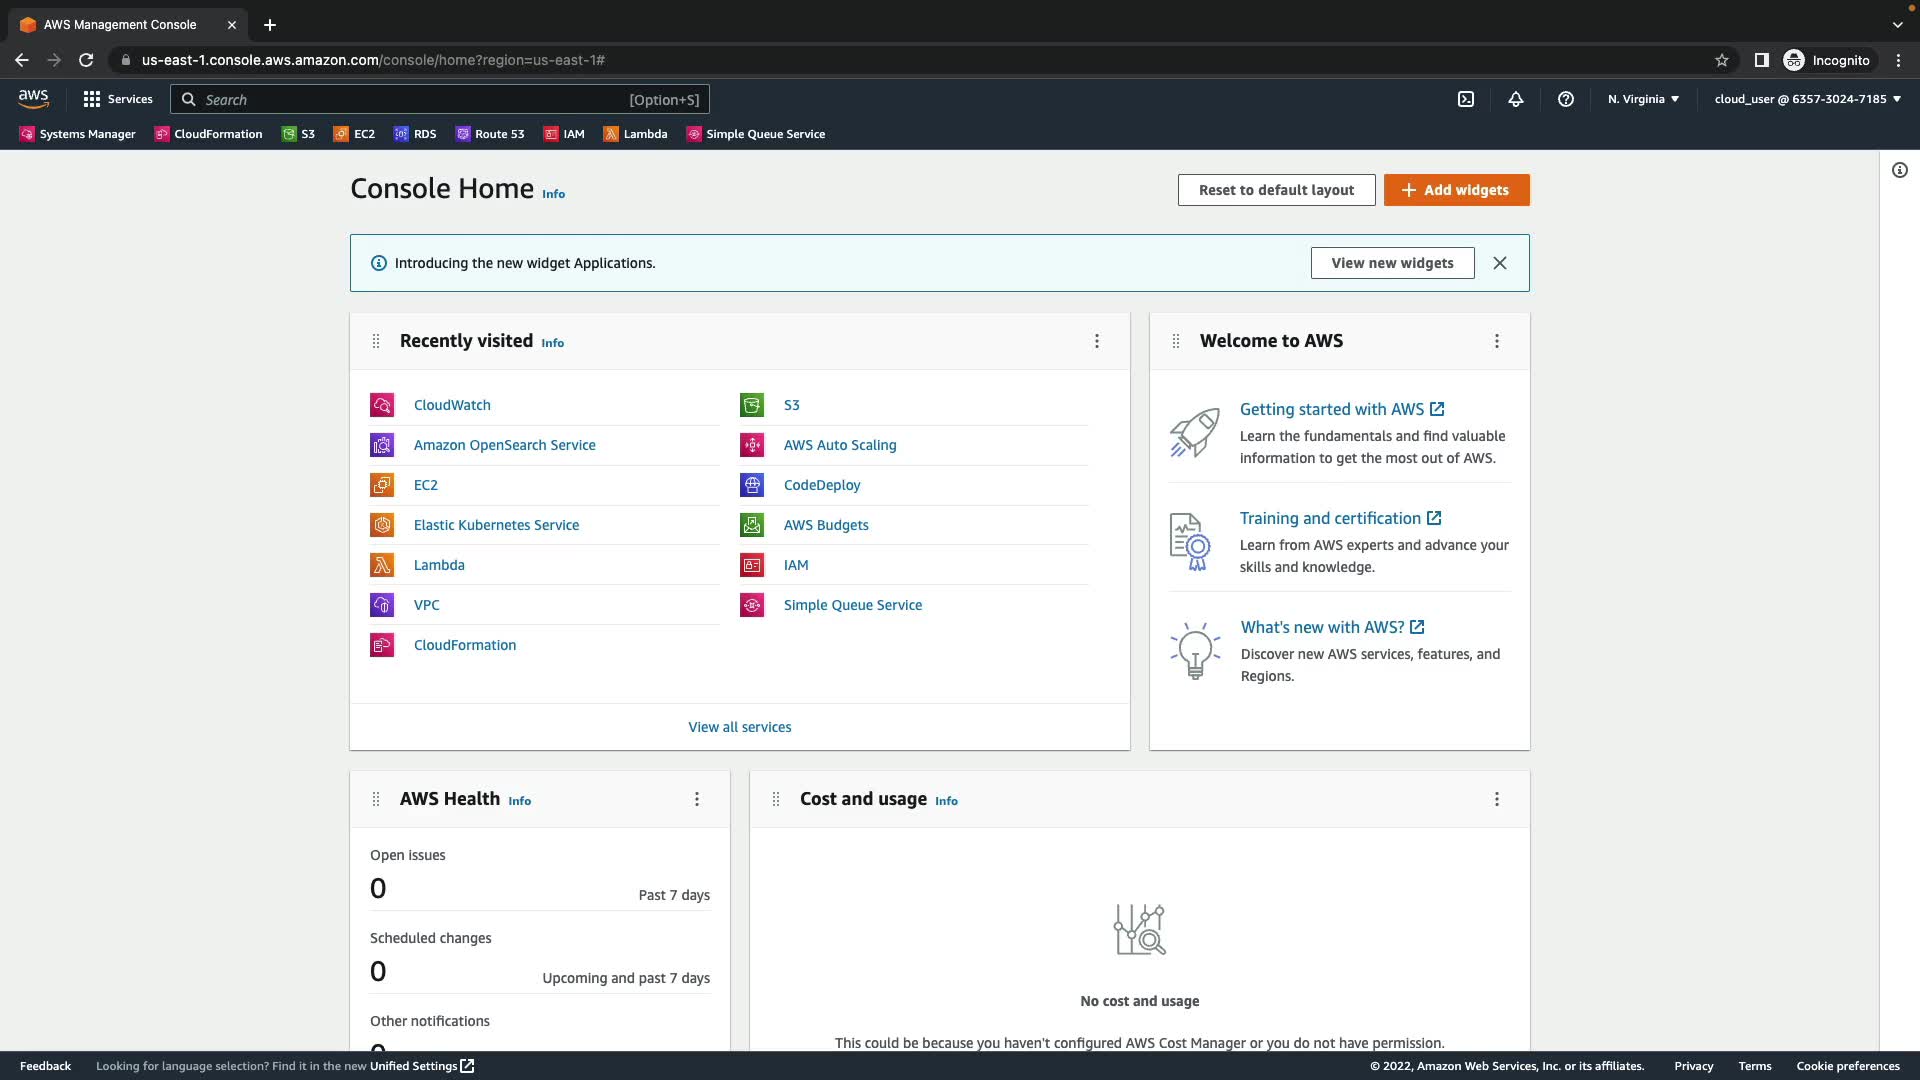 AWS Management Console
us-east-1.console.aws.amazon.com/console/home?region=us-east-1#
Incognito
aws
Services
Search
[Option+S]
N. Virginia
cloud_user @ 6357-3024-7185
Systems Manager
CloudFormation
S3
EC2
RDS
Route 53
IAM
Lambda
Simple Queue Service
Console Home Info
Reset to default layout
Add widgets
Introducing the new widget Applications.
View new widgets
Recently visited Info
CloudWatch
Amazon OpenSearch Service
EC2
Elastic Kubernetes Service
Lambda
VPC
CloudFormation
S3
AWS Auto Scaling
CodeDeploy
AWS Budgets
IAM
Simple Queue Service
View all services
Welcome to AWS
Getting started with AWS
Learn the fundamentals and find valuable
information to get the most out of AWS.
Training and certification
Learn from AWS experts and advance your
skills and knowledge.
What's new with AWS?
Discover new AWS services, features, and
Regions.
AWS Health Info
Open issues
0
Past 7 days
Scheduled changes
0
Upcoming and past 7 days
Other notifications
Cost and usage Info
No cost and usage
This could be because you haven't configured AWS Cost Manager or you do not have permission.
Feedback
Looking for language selection? Find it in the new Unified Settings
© 2022, Amazon Web Services, Inc. or its affiliates.
Privacy
Terms
Cookie preferences